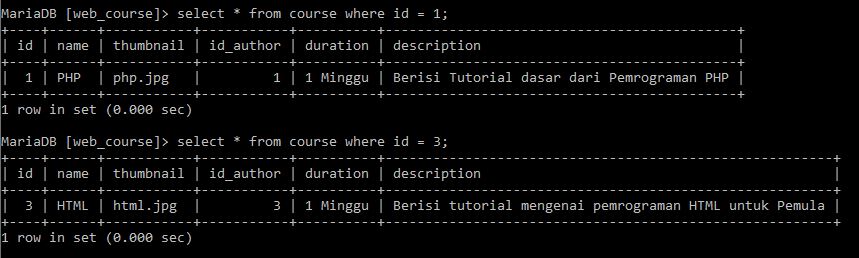 MariaDB [web_course]> select * from course where id = 1;
+----+------+-----------+-----------+----------+--------------------------------------------+
| id | name | thumbnail | id_author | duration | description                                |
+----+------+-----------+-----------+----------+--------------------------------------------+
|  1 | PHP  | php.jpg   |         1 | 1 Minggu | Berisi Tutorial dasar dari Pemrograman PHP |
+----+------+-----------+-----------+----------+--------------------------------------------+
1 row in set (0.000 sec)
MariaDB [web_course]> select * from course where id = 3;
+----+------+-----------+-----------+----------+--------------------------------------------------------+
| id | name | thumbnail | id_author | duration | description                                            |
+----+------+-----------+-----------+----------+--------------------------------------------------------+
|  3 | HTML | html.jpg  |         3 | 1 Minggu | Berisi tutorial mengenai pemrograman HTML untuk Pemula |
+----+------+-----------+-----------+----------+--------------------------------------------------------+
1 row in set (0.000 sec)